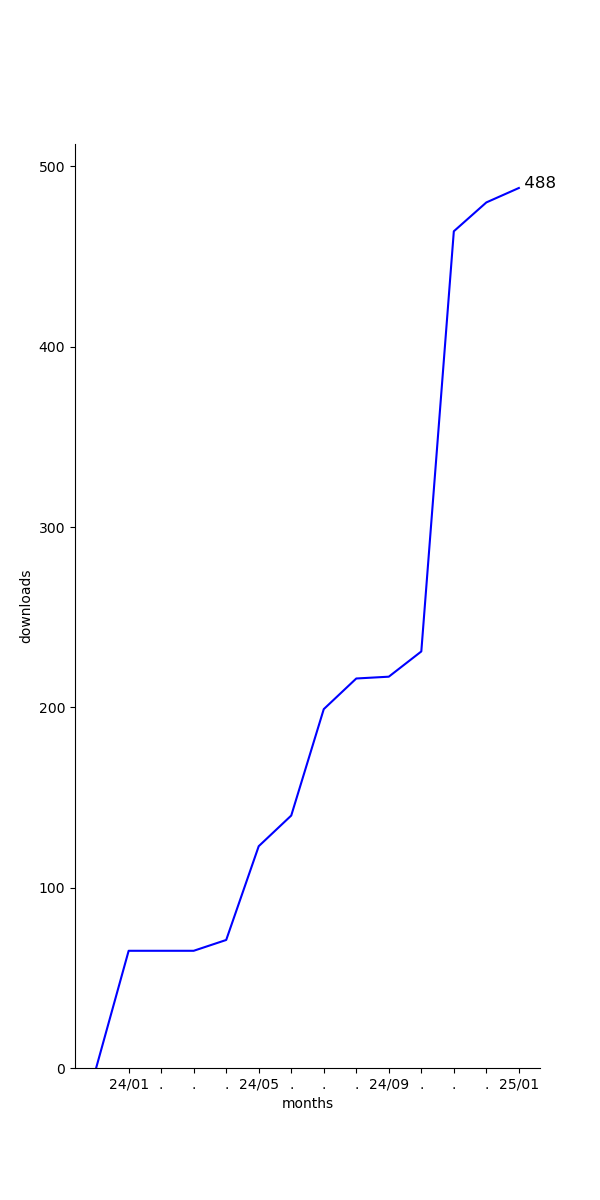 500
488
400
300
downloads
200
100
0
24/01 . . . 24/05 . . . 24/09 . . . 25/01
months